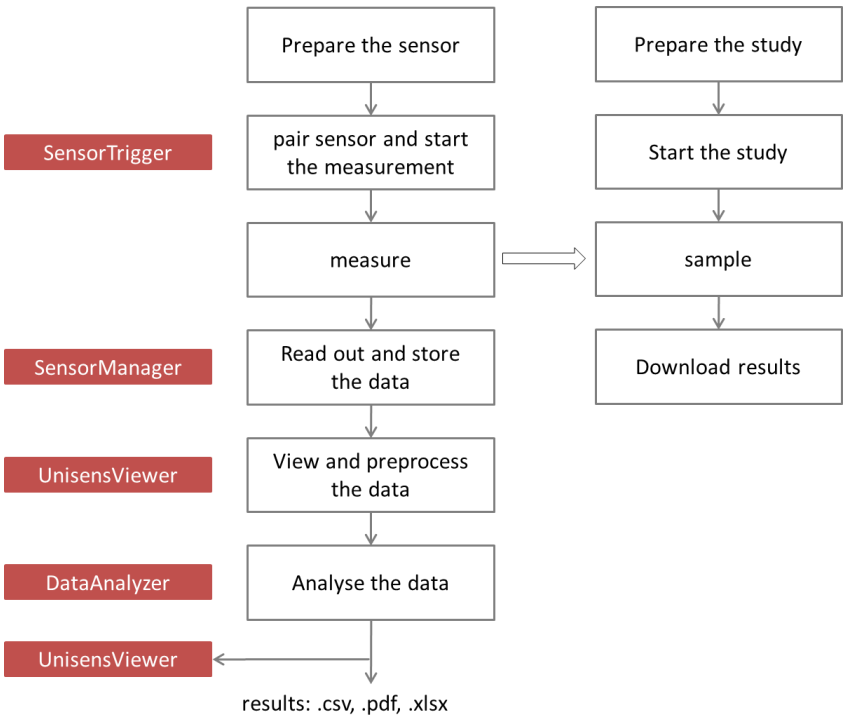 Prepare the sensor
Prepare the study
SensorTrigger
pair sensor and start
the measurement
Start the study
measure
sample
SensorManager
Read out and store
the data
Download results
UnisensViewer
View and preprocess
the data
DataAnalyzer
Analyse the data
UnisensViewer
results: .csv, .pdf, .xlsx